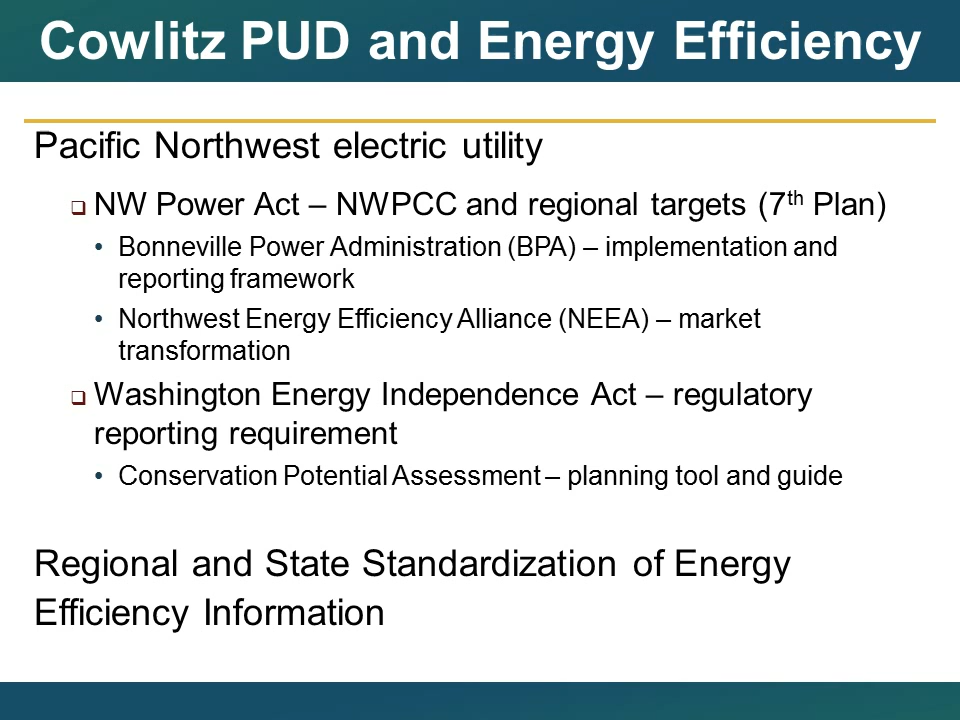 Cowlitz PUD and Energy Efficiency
Pacific Northwest electric utility
❑ NW Power Act – NWPCC and regional targets (7th Plan)
• Bonneville Power Administration (BPA) – implementation and
reporting framework
• Northwest Energy Efficiency Alliance (NEEA) – market
transformation
❑ Washington Energy Independence Act – regulatory
reporting requirement
• Conservation Potential Assessment – planning tool and guide
Regional and State Standardization of Energy
Efficiency Information